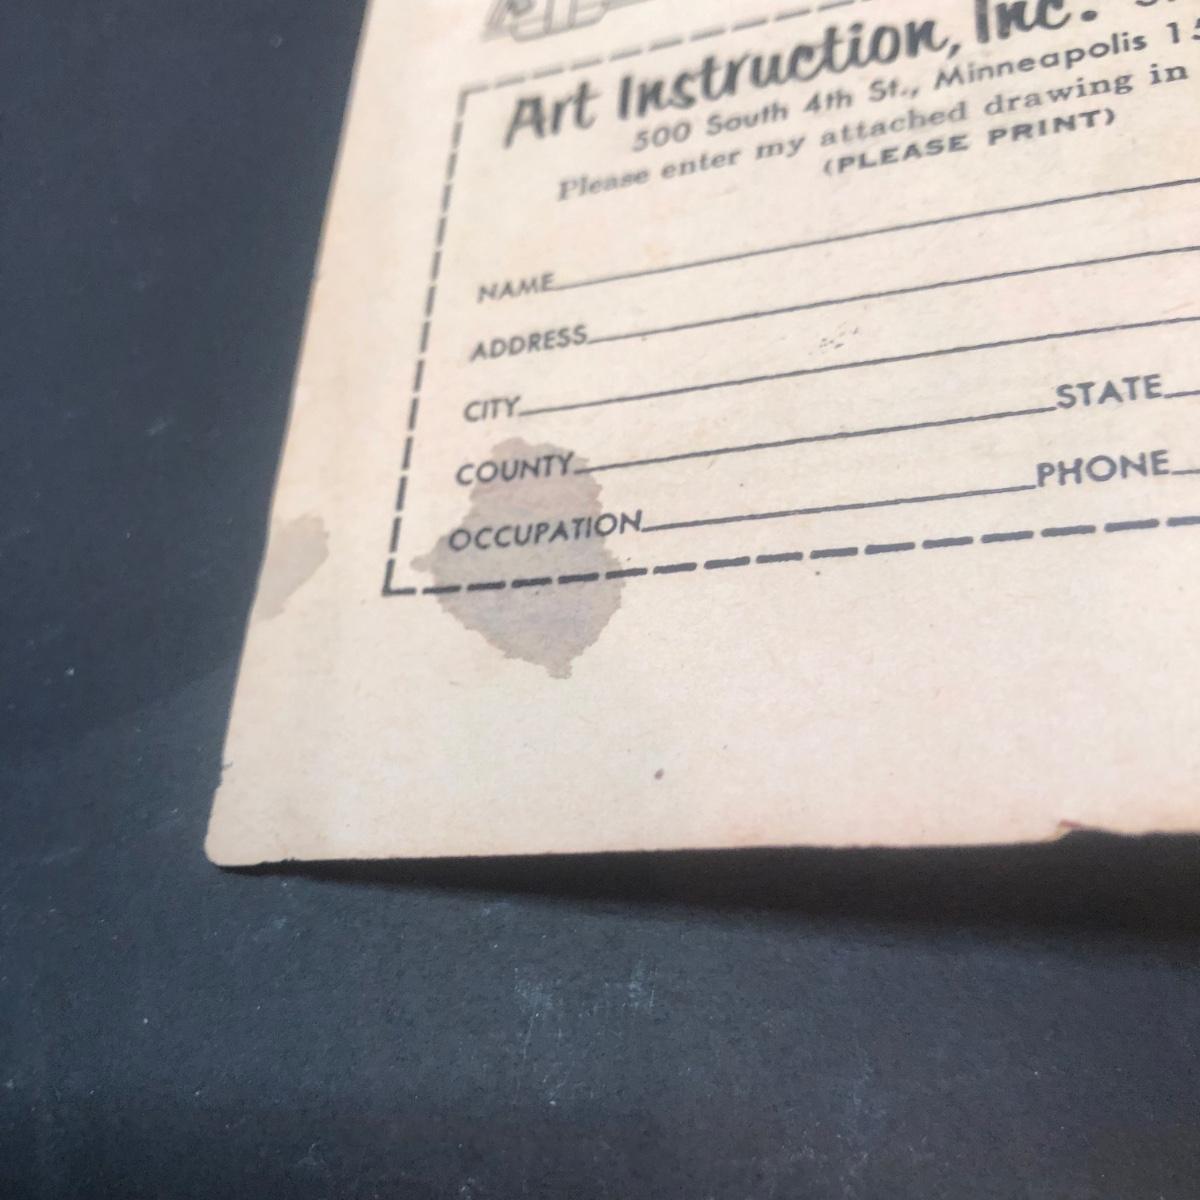 Art Instruction, Inc.
500 South 4th St., Minneapolis
Please enter my attached drawing in
(PLEASE PRINT)
NAME
ADDRESS
CITY STATE
COUNTY PHONE
OCCUPATION